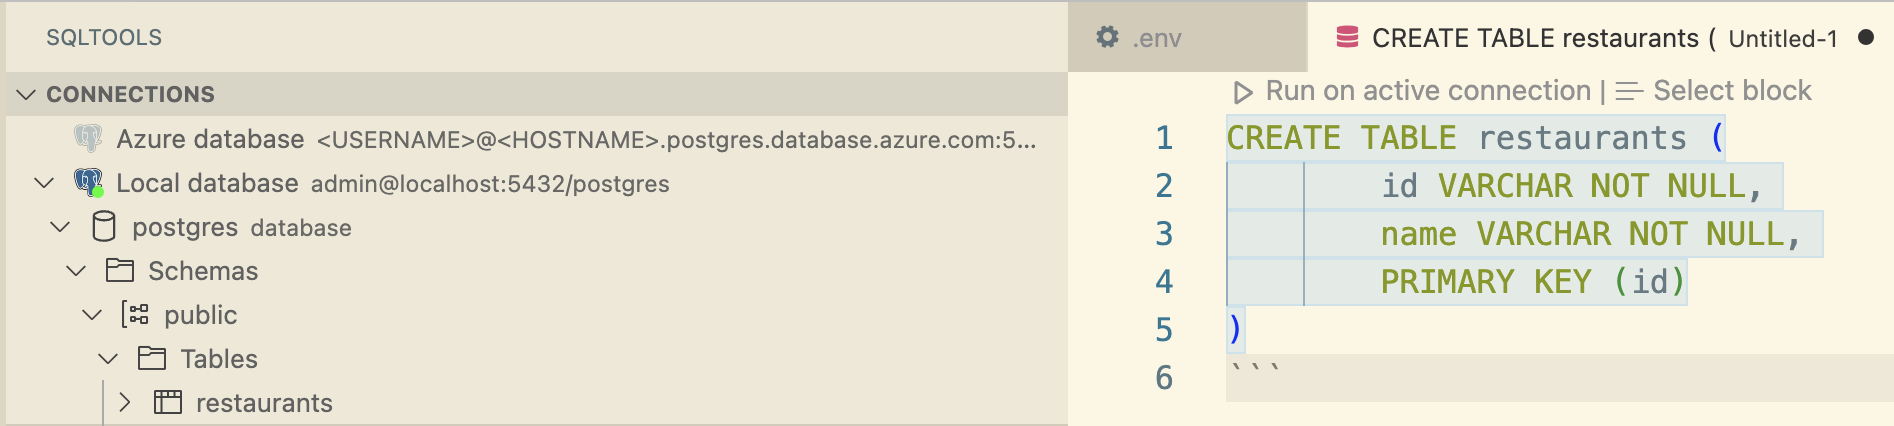 SQLTOOLS
CONNECTIONS
Azure database <USERNAME>@<HOSTNAME>.postgres.database.azure.com:5...
Local database admin@localhost:5432/postgres
postgres database
Schemas
public
Tables
restaurants
.env
CREATE TABLE restaurants ( Untitled-1
Run on active connection | Select block
1 CREATE TABLE restaurants (
2 id VARCHAR NOT NULL,
3 name VARCHAR NOT NULL,
4 PRIMARY KEY (id)
5 )
6 ```